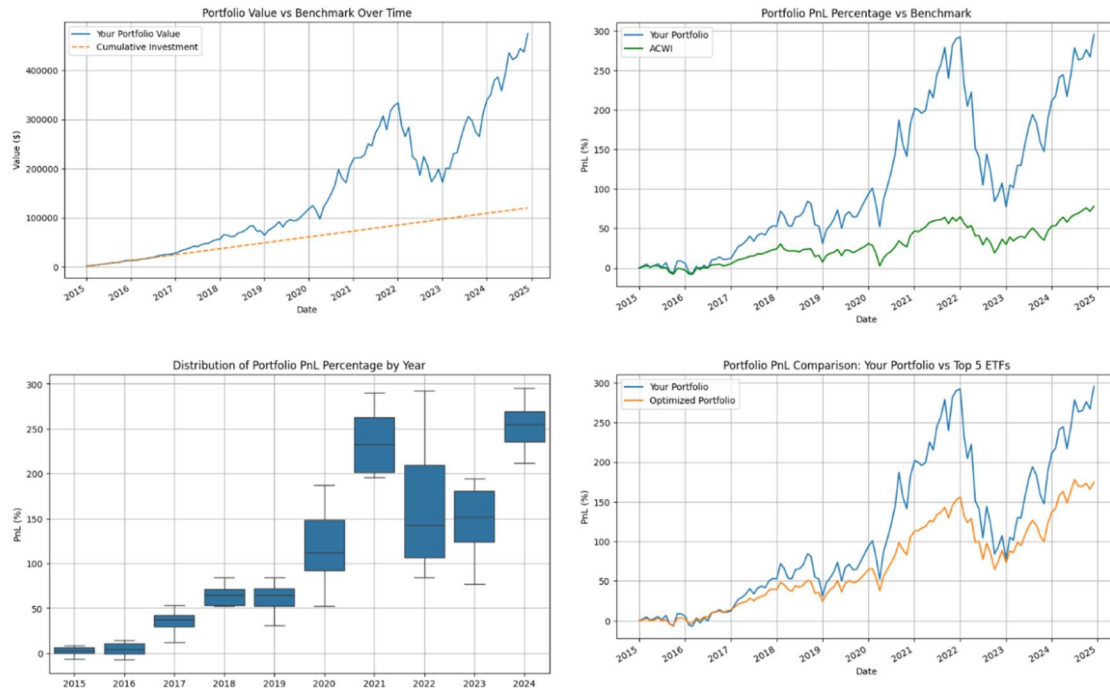 Portfolio Value vs Benchmark Over Time
Your Portfolio Value
Cumulative Investment
Value ($)
400000
300000
200000
100000
0
2015 2016 2017 2018 2019 2020 2021 2022 2023 2024 2025
Date
Portfolio PnL Percentage vs Benchmark
Your Portfolio
ACWI
PnL (%)
300
250
200
150
100
50
0
2015 2016 2017 2018 2019 2020 2021 2022 2023 2024 2025
Date
Distribution of Portfolio PnL Percentage by Year
PnL (%)
300
250
200
150
100
50
0
2015 2016 2017 2018 2019 2020 2021 2022 2023 2024
Portfolio PnL Comparison: Your Portfolio vs Top 5 ETFs
Your Portfolio
Optimized Portfolio
PnL (%)
300
250
200
150
100
50
0
2015 2016 2017 2018 2019 2020 2021 2022 2023 2024 2025
Date